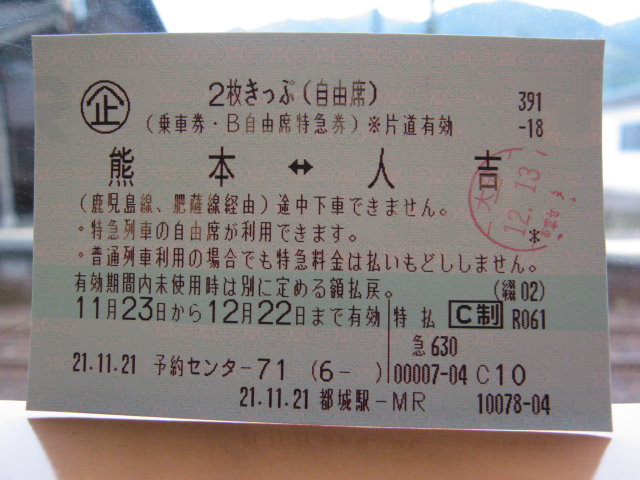 企 2枚きっぷ(自由席) 391
(乗車券・B自由席特急券)※片道有効 -18
熊本↔人吉
(鹿児島線、肥薩線経由)途中下車できません。
・特急列車の自由席が利用できます。
・普通列車利用の場合でも特急料金は払いもどししません。
有効期間内未使用時は別に定める額払戻。 (02)
11月23日から12月22日まで有効 特払 C制 R061
急630
21.11.21 予約センター71 (6- ) 00007-04 C10
21.11.21 都城駅-MR 10078-04
12.13
*